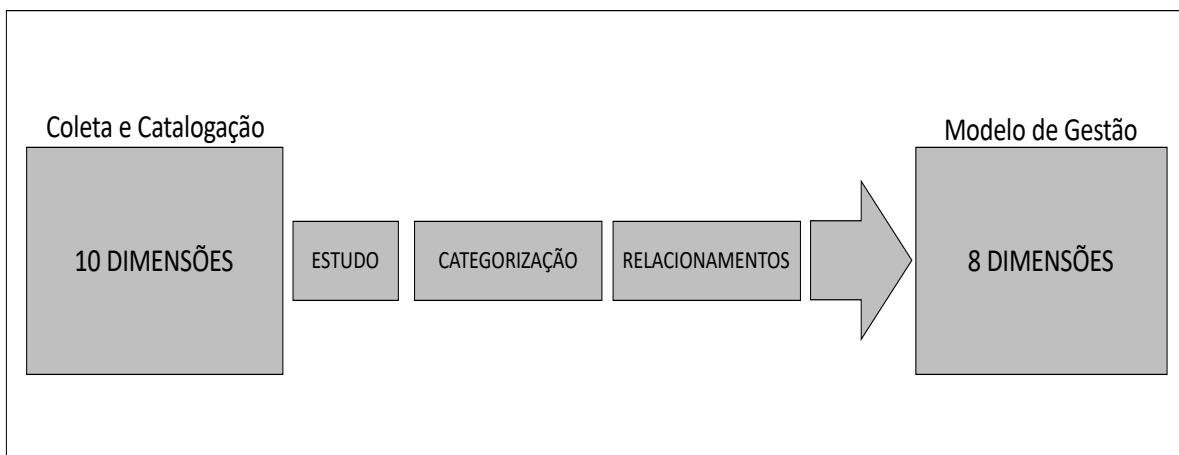 Coleta e Catalogação
Modelo de Gestão
10 DIMENSÕES
ESTUDO
CATEGORIZAÇÃO
RELACIONAMENTOS
8 DIMENSÕES